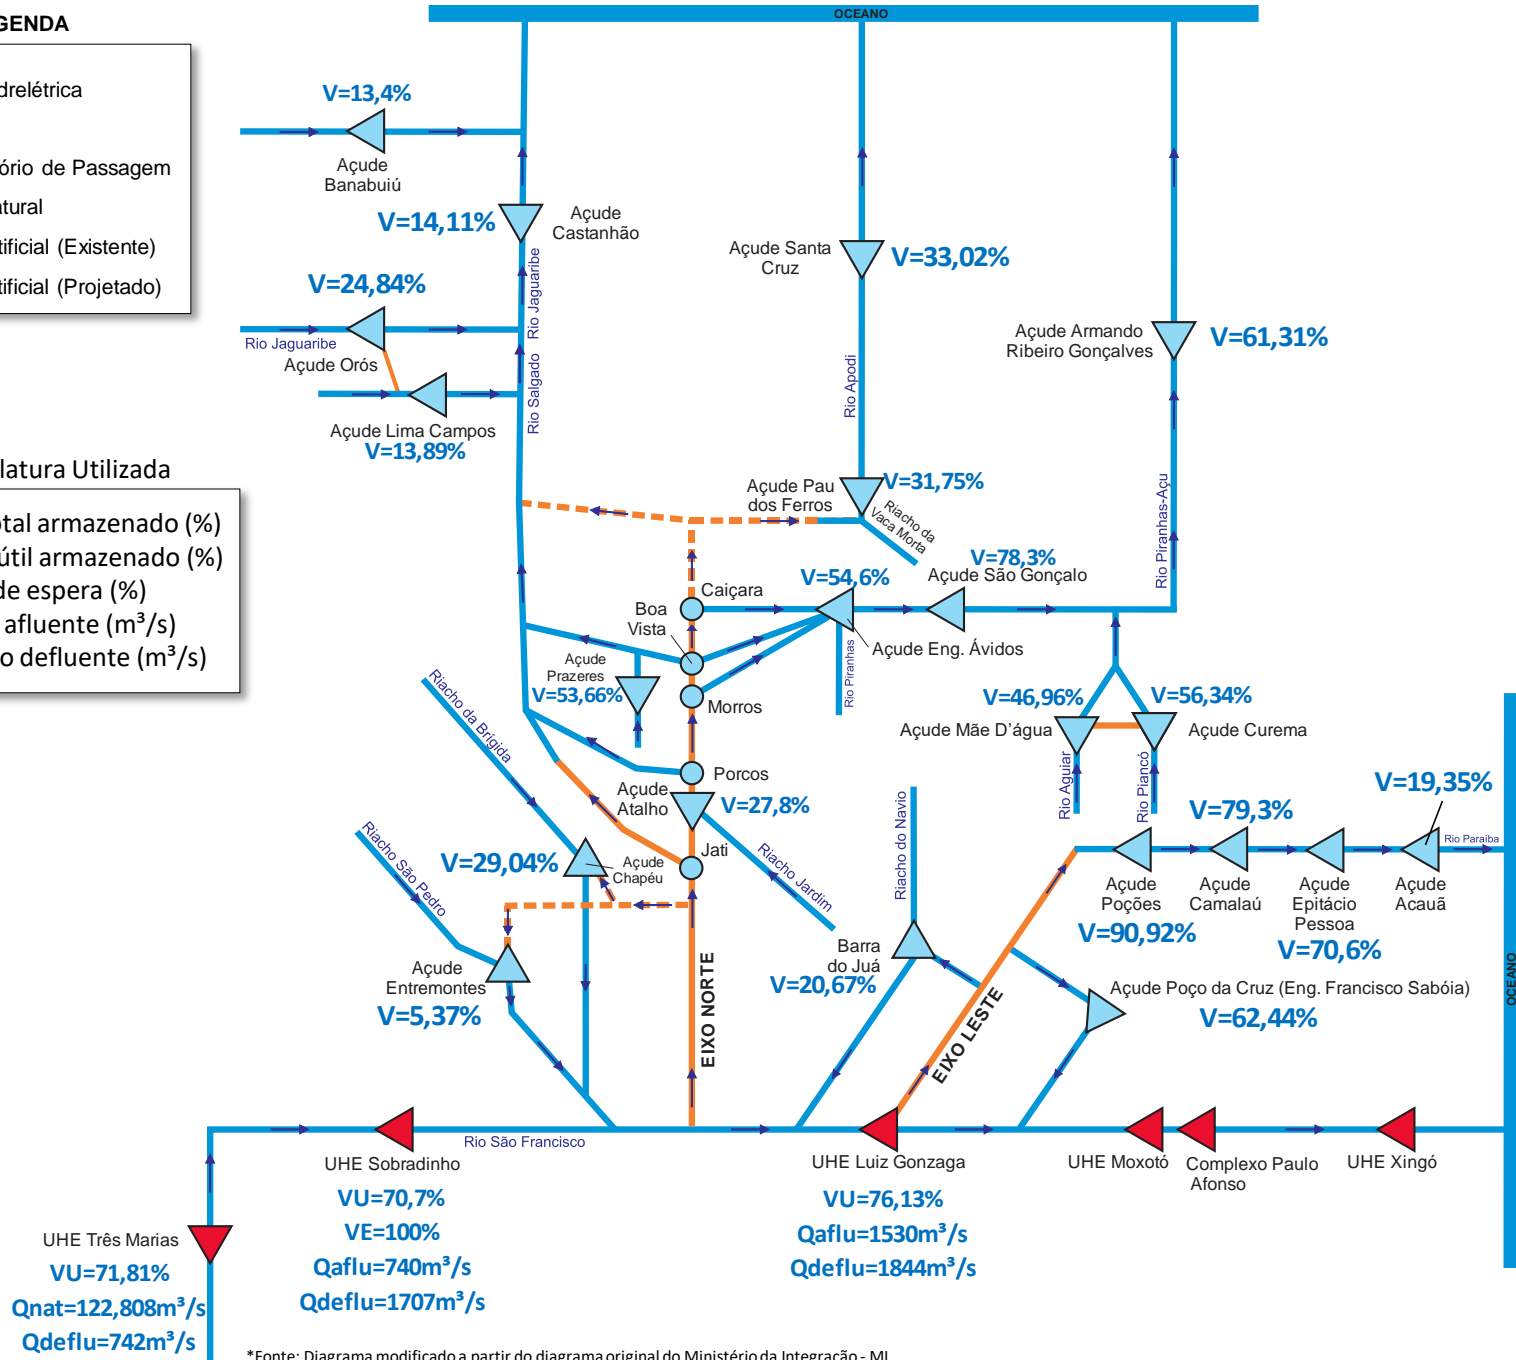 OCEANO
GENDA
drelétrica
ório de Passagem
atural
tificial (Existente)
tificial (Projetado)
V=13,4%
Açude
Banabuiú
V=14,11%
Açude
Castanhão
Rio Jaguaribe
V=24,84%
Rio Jaguaribe
Açude Orós
Rio Salgado
Açude Lima Campos
V=13,89%
Açude Santa
Cruz
V=33,02%
Rio Apodi
Açude Armando
Ribeiro Gonçalves
V=61,31%
Rio Piranhas-Açu
latura Utilizada
otal armazenado (%)
útil armazenado (%)
de espera (%)
afluente (m³/s)
o defluente (m³/s)
Açude Pau
dos Ferros
V=31,75%
Riacho da
Vaca Morta
V=78,3%
Açude São Gonçalo
V=54,6%
Açude Eng. Ávidos
Rio Piranhas
Caiçara
Boa
Vista
Morros
Açude
Prazeres
V=53,66%
Porcos
Açude
Atalho
V=27,8%
Jati
Riacho Jardim
Riacho da Brígida
Riacho São Pedro
V=29,04%
Açude
Chapéu
Açude
Entremontes
V=5,37%
EIXO NORTE
V=46,96%
Açude Mãe D'água
V=56,34%
Açude Curema
Rio Aguiar
Rio Piancó
V=19,35%
V=79,3%
Rio Paraíba
Açude
Poções
V=90,92%
Açude
Camalaú
Açude
Epitácio
Pessoa
V=70,6%
Açude
Acauã
Riacho do Navio
Barra
do Juá
V=20,67%
EIXO LESTE
Açude Poço da Cruz (Eng. Francisco Sabóia)
V=62,44%
OCEANO
Rio São Francisco
UHE Sobradinho
VU=70,7%
VE=100%
Qaflu=740m³/s
Qdeflu=1707m³/s
UHE Luiz Gonzaga
VU=76,13%
Qaflu=1530m³/s
Qdeflu=1844m³/s
UHE Moxotó
Complexo Paulo
Afonso
UHE Xingó
UHE Três Marias
VU=71,81%
Qnat=122,808m³/s
Qdeflu=742m³/s
*Fonte: Diagrama modificado a partir do diagrama original do Ministério da Integração - MI